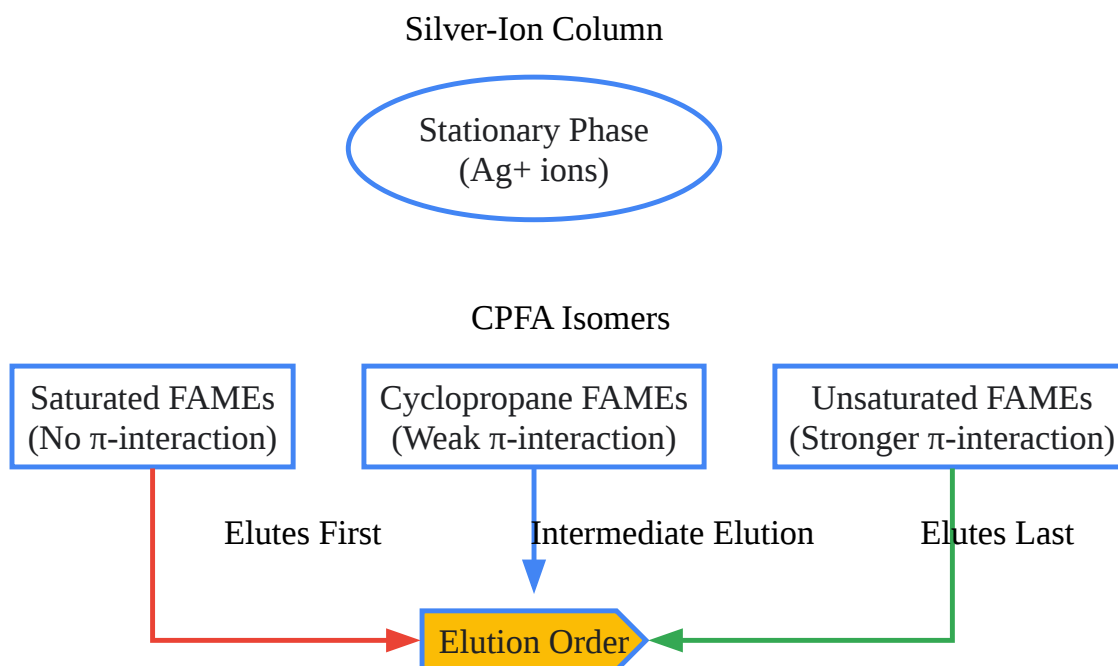 Silver-Ion Column
Stationary Phase
(Ag+ ions)
CPFA Isomers
Saturated FAMEs
(No π-interaction)
Cyclopropane FAMEs
(Weak π-interaction)
Unsaturated FAMEs
(Stronger π-interaction)
Elutes First
Intermediate Elution
Elutes Last
Elution Order